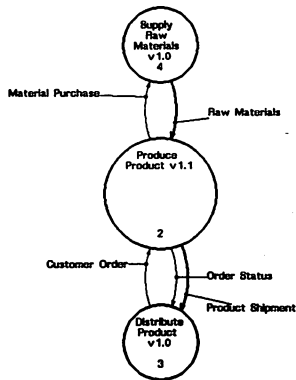 Supply
Raw
Materials
v1.0
4
Material Purchase
Raw Materials
Produce
Product v1.1
2
Customer Order
Order Status
Product Shipment
Distribute
Product
v1.0
3